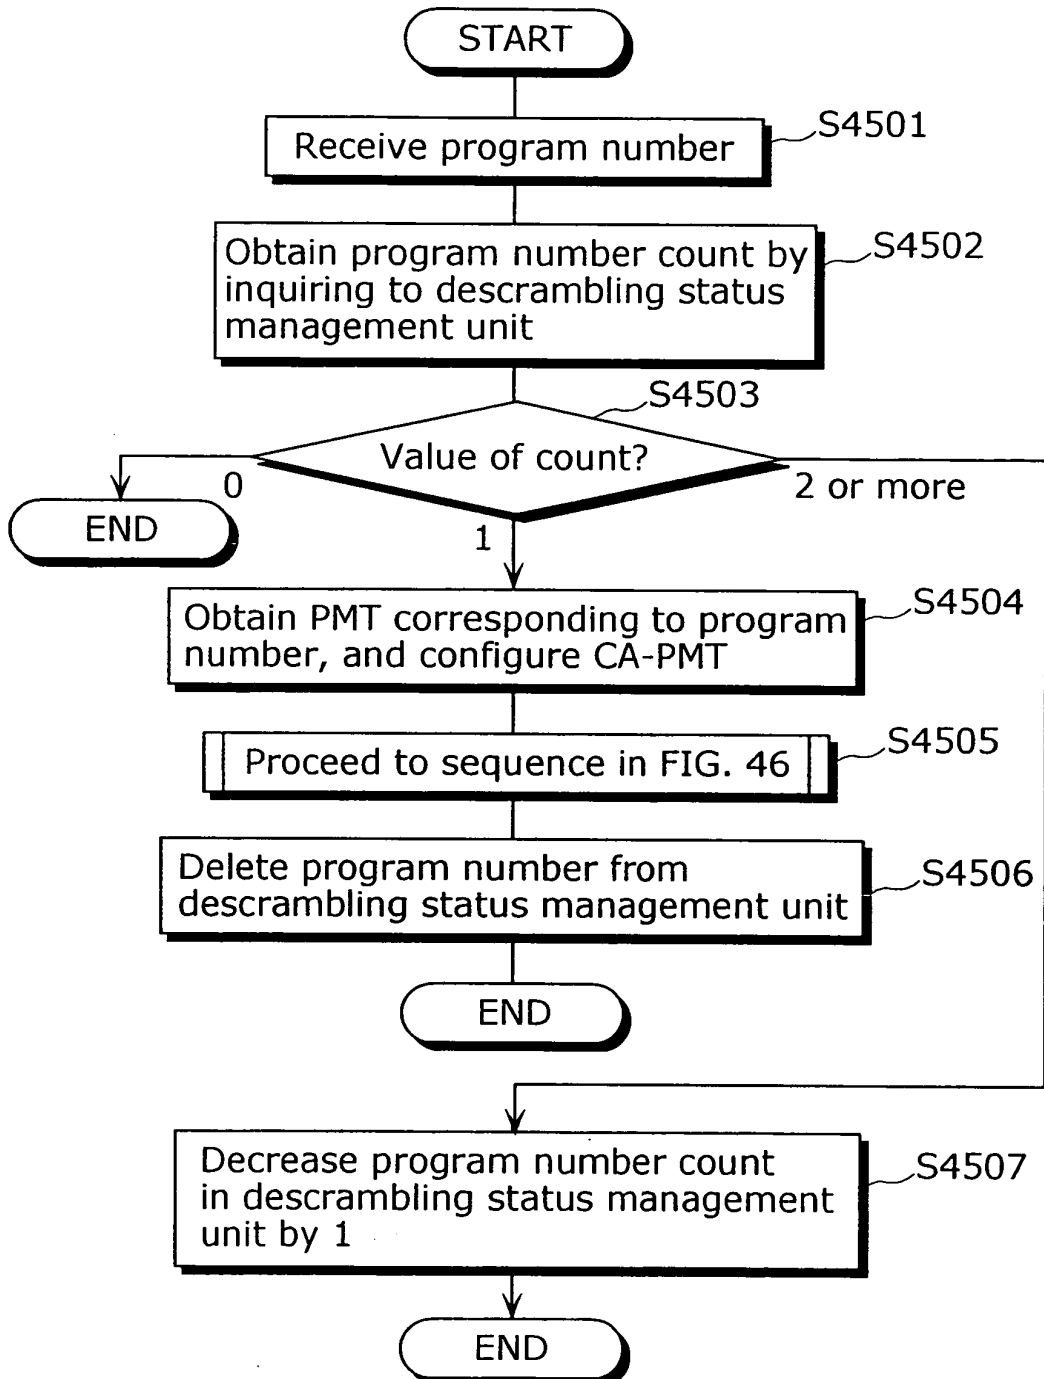 START
Receive program number
S4501
Obtain program number count by
inquiring to descrambling status
management unit
S4502
S4503
Value of count?
0
2 or more
END
1
Obtain PMT corresponding to program
number, and configure CA-PMT
S4504
Proceed to sequence in FIG. 46
S4505
Delete program number from
descrambling status management unit
S4506
END
Decrease program number count
in descrambling status management
unit by 1
S4507
END